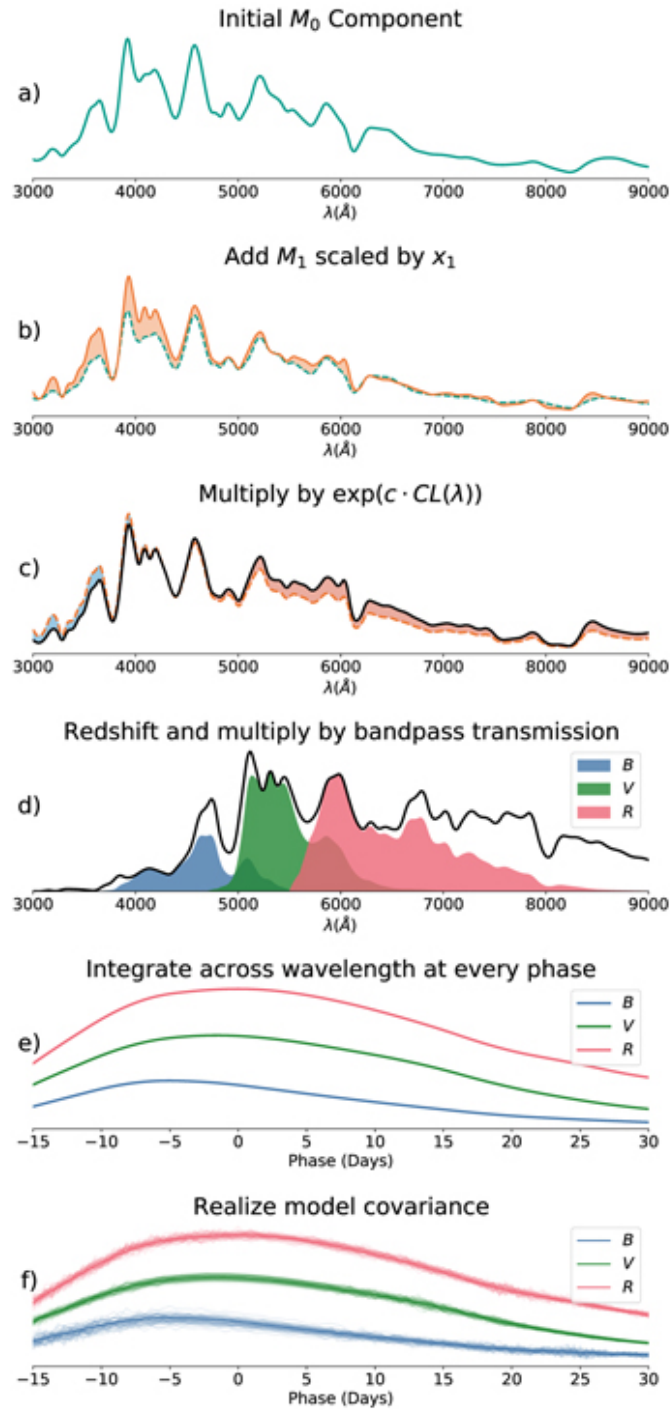 Initial M₀ Component
a)
3000 4000 5000 6000 7000 8000 9000
λ(Å)
Add M₁ scaled by x₁
b)
3000 4000 5000 6000 7000 8000 9000
λ(Å)
Multiply by exp(c · CL(λ))
c)
3000 4000 5000 6000 7000 8000 9000
λ(Å)
Redshift and multiply by bandpass transmission
d)
B
V
R
3000 4000 5000 6000 7000 8000 9000
λ(Å)
Integrate across wavelength at every phase
e)
B
V
R
−15 −10 −5 0 5 10 15 20 25 30
Phase (Days)
Realize model covariance
f)
B
V
R
−15 −10 −5 0 5 10 15 20 25 30
Phase (Days)